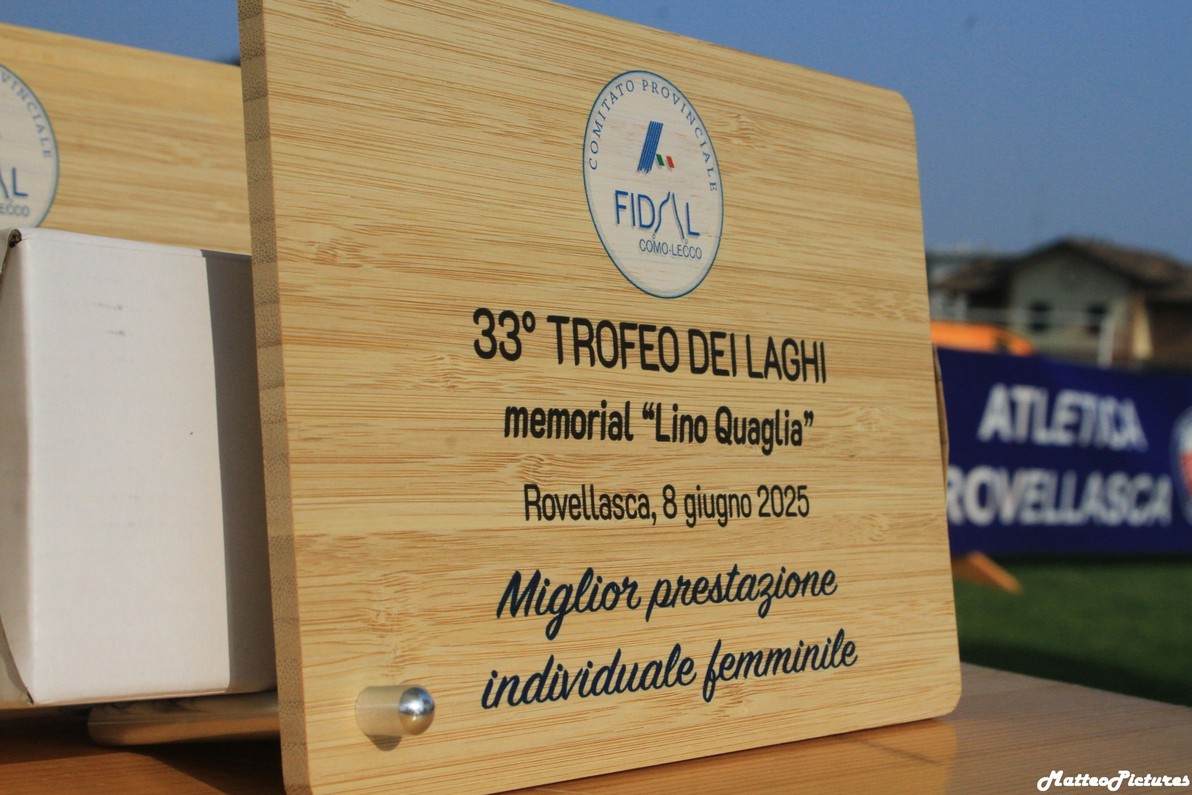 COMITATO PROVINCIALE
FIDAL
COMO-LECCO
33° TROFEO DEI LAGHI
memorial “Lino Quaglia”
Rovellasca, 8 giugno 2025
Miglior prestazione
individuale femminile
ATLETICA
ROVELLASCA
MatteoPictures